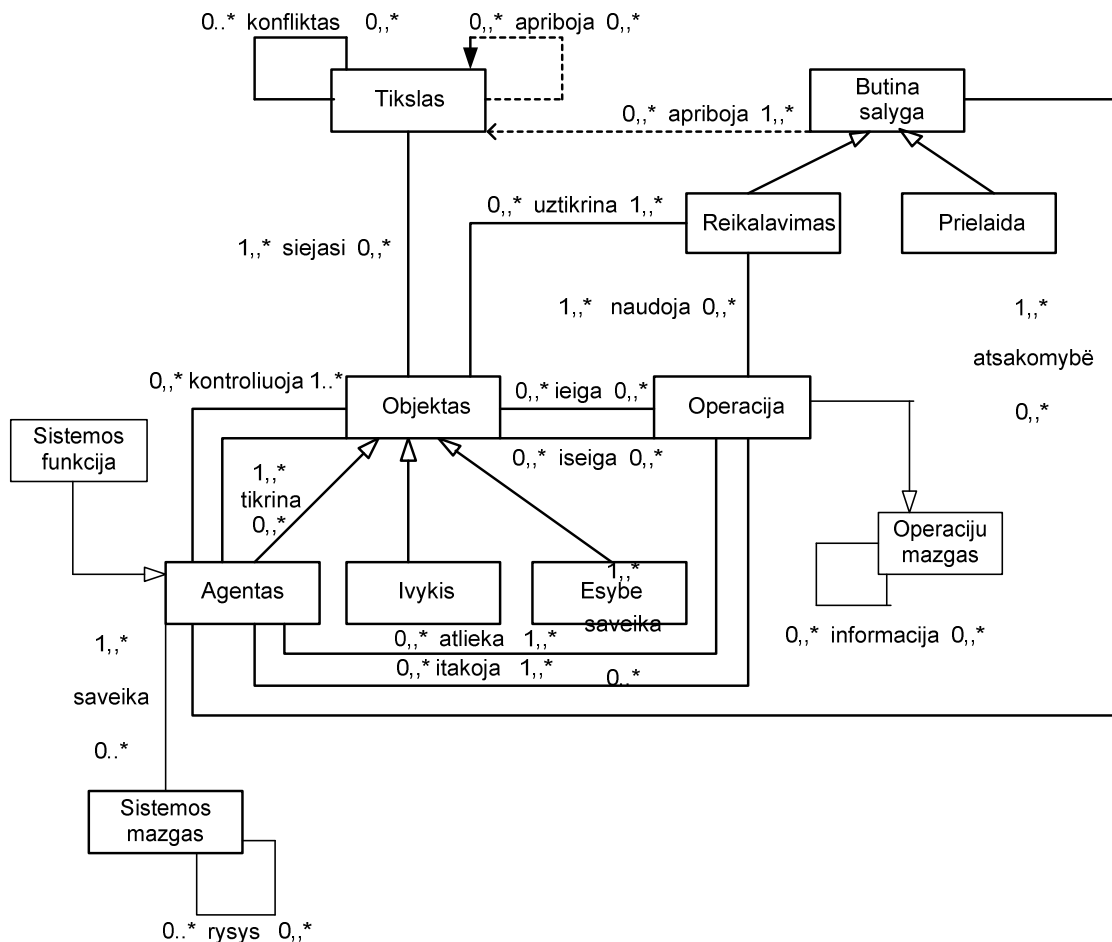 0..* konfliktas 0,,*
0,,* apriboja 0,,*
Tikslas
Butina
salyga
0,,* apriboja 1,,*
0,,* uztikrina 1,,*
Reikalavimas
Prielaida
1,,* siejasi 0,,*
1,,* naudoja 0,,*
1,,*
atsakomybë
0,,*
0,,* kontroliuoja 1..*
Objektas
0,,* ieiga 0,,*
Operacija
Sistemos
funkcija
0,,* iseiga 0,,*
1,,*
tikrina
0,,*
Operaciju
mazgas
Agentas
Ivykis
Esybe
1,,*
saveika
0..*
0,,* atlieka 1,,*
0,,* itakoja 1,,*
0,,* informacija 0,,*
1,,*
saveika
0..*
Sistemos
mazgas
0..* rysys 0,,*